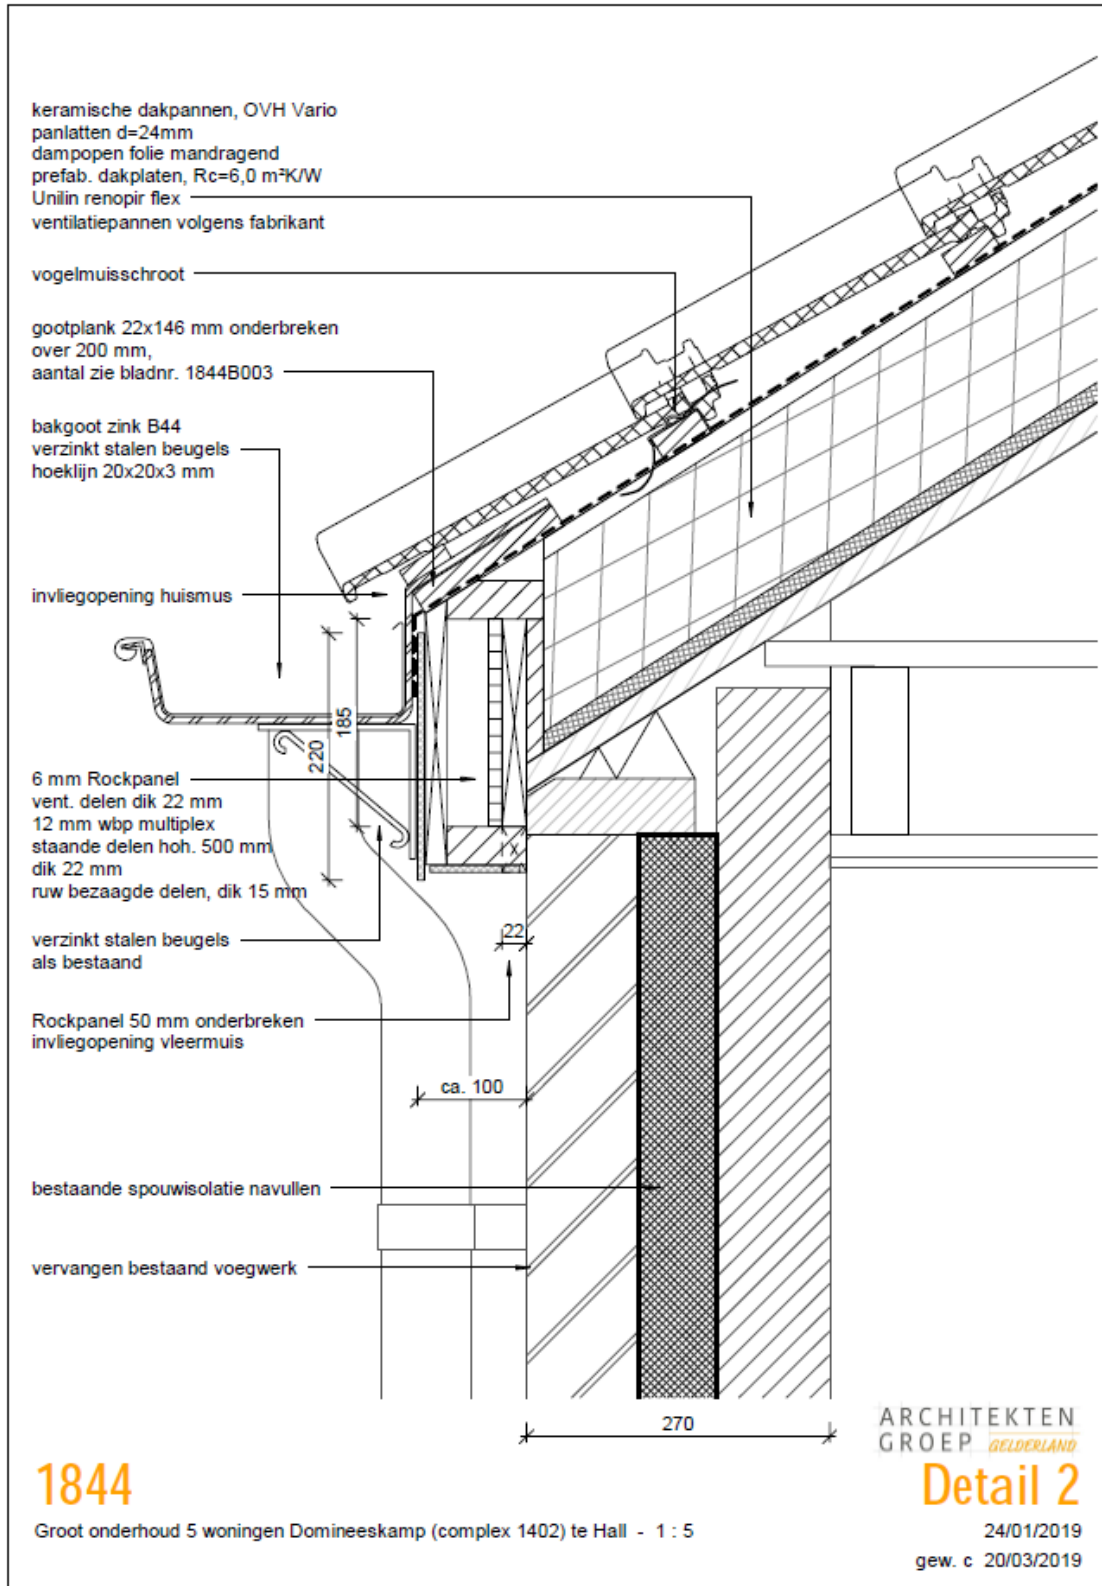 keramische dakpannen, OVH Vario
panlatten d=24mm
dampopen folie mandragend
prefab. dakplaten, Rc=6,0 m²K/W
Unilin renopir flex
ventilatiepannen volgens fabrikant
vogelmuisschroot
gootplank 22x146 mm onderbreken
over 200 mm,
aantal zie bladnr. 1844B003
bakgoot zink B44
verzinkt stalen beugels
hoeklijn 20x20x3 mm
invliegopening huismus
185
220
6 mm Rockpanel
vent. delen dik 22 mm
12 mm wbp multiplex
staande delen hoh. 500 mm
dik 22 mm
ruw bezaagde delen, dik 15 mm
22
verzinkt stalen beugels
als bestaand
Rockpanel 50 mm onderbreken
invliegopening vleermuis
ca. 100
bestaande spouwisolatie navullen
vervangen bestaand voegwerk
270
ARCHITEKTEN
GROEP GELDERLAND
1844
Detail 2
Groot onderhoud 5 woningen Domineeskamp (complex 1402) te Hall - 1 : 5
24/01/2019
gew. c 20/03/2019